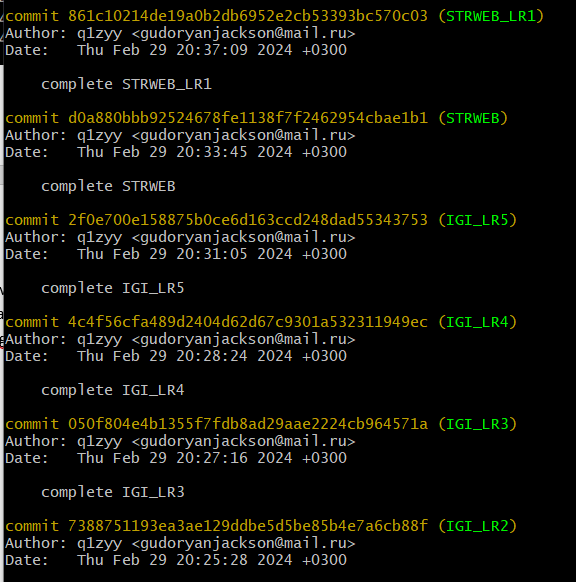 commit 861c10214de19a0b2db6952e2cb53393bc570c03 (STRWEB_LR1)
Author: q1zyy <gudoryanjackson@mail.ru>
Date:   Thu Feb 29 20:37:09 2024 +0300
complete STRWEB_LR1
commit d0a880bbb92524678fe1138f7f2462954cbae1b1 (STRWEB)
Author: q1zyy <gudoryanjackson@mail.ru>
Date:   Thu Feb 29 20:33:45 2024 +0300
complete STRWEB
commit 2f0e700e158875b0ce6d163ccd248dad55343753 (IGI_LR5)
Author: q1zyy <gudoryanjackson@mail.ru>
Date:   Thu Feb 29 20:31:05 2024 +0300
complete IGI_LR5
commit 4c4f56cfa489d2404d62d67c9301a532311949ec (IGI_LR4)
Author: q1zyy <gudoryanjackson@mail.ru>
Date:   Thu Feb 29 20:28:24 2024 +0300
complete IGI_LR4
commit 050f804e4b1355f7fdb8ad29aae2224cb964571a (IGI_LR3)
Author: q1zyy <gudoryanjackson@mail.ru>
Date:   Thu Feb 29 20:27:16 2024 +0300
complete IGI_LR3
commit 7388751193ea3ae129ddbe5d5be85b4e7a6cb88f (IGI_LR2)
Author: q1zyy <gudoryanjackson@mail.ru>
Date:   Thu Feb 29 20:25:28 2024 +0300